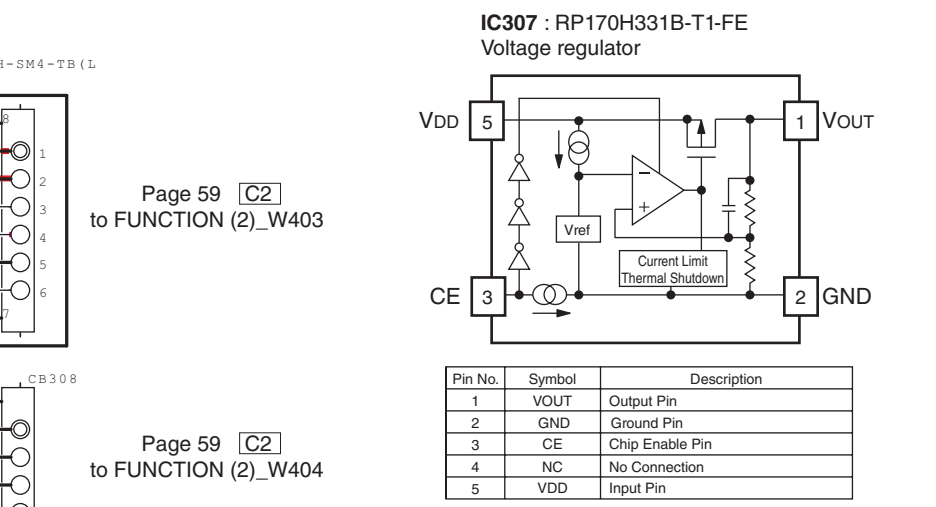 H-SM4-TB(L
8
1
2
3
4
5
6
7
Page 59 C2
to FUNCTION (2)_W403
CB308
Page 59 C2
to FUNCTION (2)_W404
IC307 : RP170H331B-T1-FE
Voltage regulator
VDD 5
1 VOUT
Vref
Current Limit
Thermal Shutdown
CE 3
2 GND
Pin No. Symbol Description
1 VOUT Output Pin
2 GND Ground Pin
3 CE Chip Enable Pin
4 NC No Connection
5 VDD Input Pin